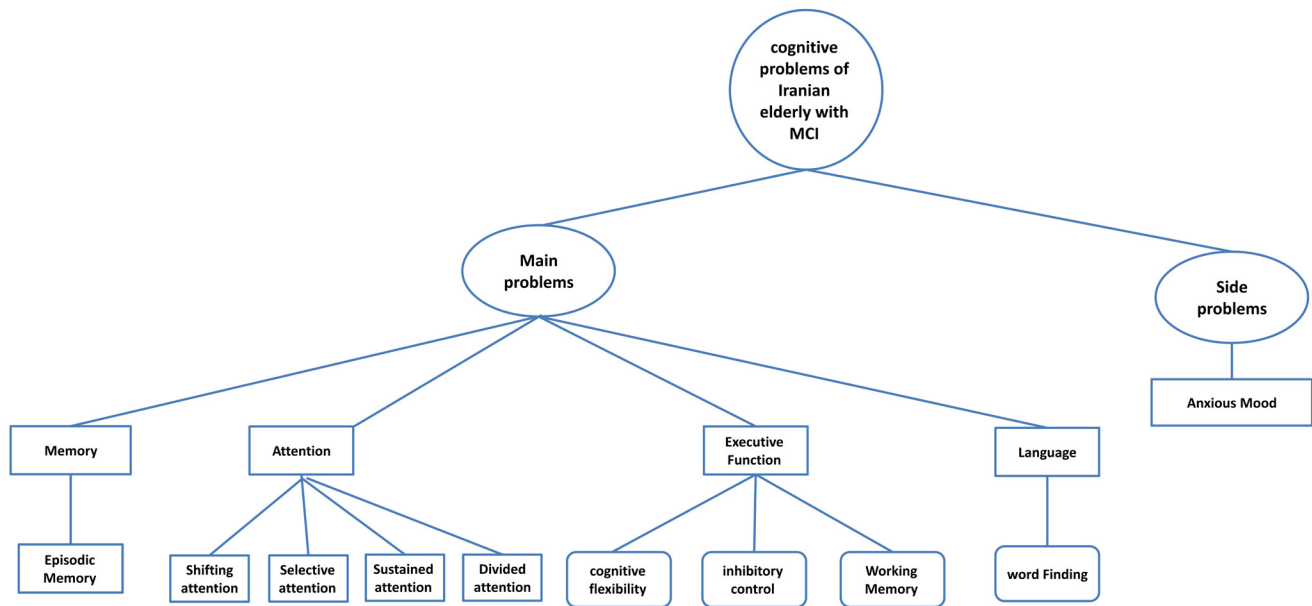 cognitive
problems of
Iranian
elderly with
MCI
Main
problems
Side
problems
Anxious Mood
Memory
Attention
Executive
Function
Language
Episodic
Memory
Shifting
attention
Selective
attention
Sustained
attention
Divided
attention
cognitive
flexibility
inhibitory
control
Working
Memory
word Finding